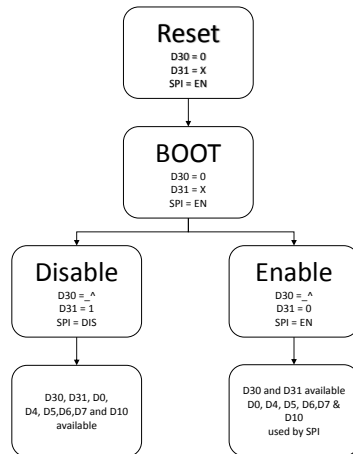 Reset
D30 = 0
D31 = X
SPI = EN
BOOT
D30 = 0
D31 = X
SPI = EN
Disable
D30 =_^
D31 = 1
SPI = DIS
Enable
D30 =_^
D31 = 0
SPI = EN
D30, D31, D0,
D4, D5,D6,D7 and D10
available
D30 and D31 available
D0, D4, D5, D6,D7 &
D10
used by SPI